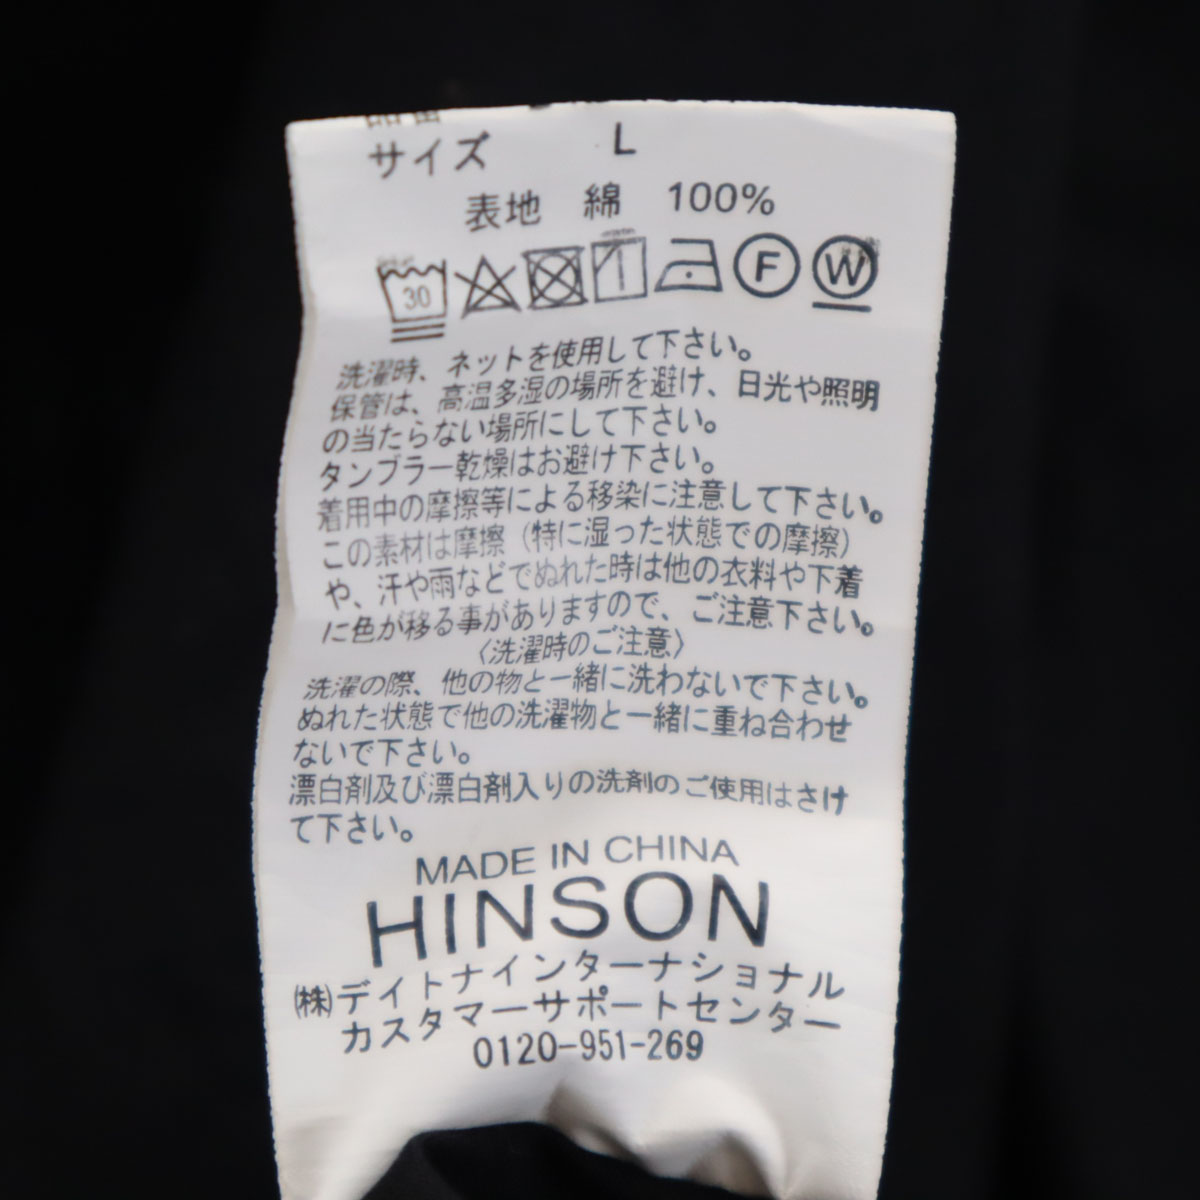 サイズ L
表地 綿 100%
30 F W
洗濯時、ネットを使用して下さい。
保管は、高温多湿の場所を避け、日光や照明
の当たらない場所にして下さい。
タンブラー乾燥はお避け下さい。
着用中の摩擦等による移染に注意して下さい。
この素材は摩擦（特に湿った状態での摩擦）
や、汗や雨などでぬれた時は他の衣料や下着
に色が移る事がありますので、ご注意下さい。
〈洗濯時のご注意〉
洗濯の際、他の物と一緒に洗わないで下さい。
ぬれた状態で他の洗濯物と一緒に重ね合わせ
ないで下さい。
漂白剤及び漂白剤入りの洗剤のご使用はさけ
て下さい。
MADE IN CHINA
HINSON
㈱デイトナインターナショナル
カスタマーサポートセンター
0120-951-269